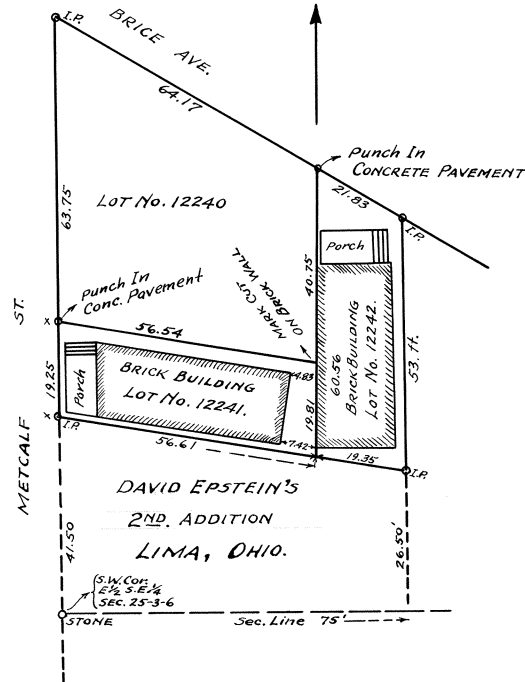 I.P.
BRICE AVE.
64.17
Punch In
CONCRETE PAVEMENT
21.83
I.P.
63.75
LOT NO. 12240
Porch
40.75
MARK CUT
ON BRICK WALL
Punch In
Conc. Pavement
ST.
x
56.54
60.56
BRICK BUILDING
LOT No. 12242.
53 ft.
19.25
Porch
BRICK BUILDING
LOT No. 12241.
4.83
19.81
7.42
x
I.P.
56.61
19.35
I.P.
METCALF
DAVID EPSTEIN'S
2ND. ADDITION
LIMA, OHIO.
41.50
26.50'
S.W. Cor.
E 1/2 S.E 1/4
SEC. 25-3-6
STONE
Sec. Line 75'